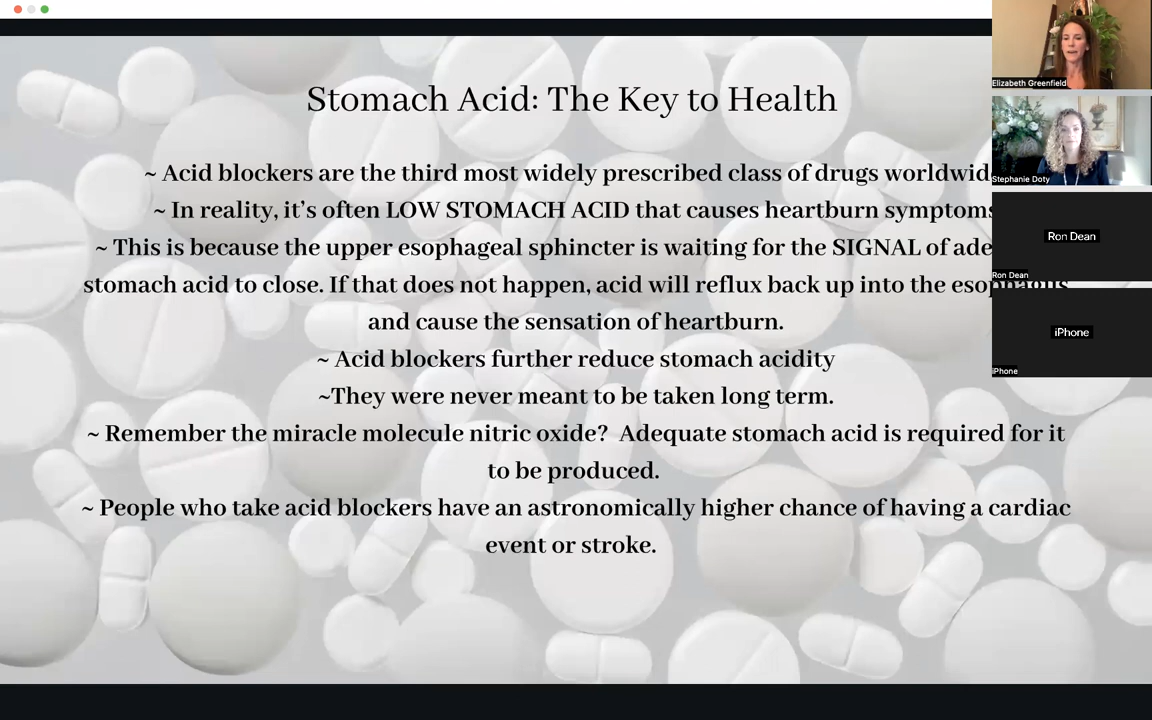 Stomach Acid: The Key to Health
~ Acid blockers are the third most widely prescribed class of drugs
~ In reality, it's often LOW STOMACH ACID that causes heartburn symptoms
~ This is because the upper esophageal sphincter is waiting for the SIGNAL of
stomach acid to close. If that does not happen, acid will reflux back up into the esophagus
and cause the sensation of heartburn.
~ Acid blockers further reduce stomach acidity
~They were never meant to be taken long term.
~ Remember the miracle molecule nitric oxide? Adequate stomach acid is required for it
to be produced.
~ People who take acid blockers have an astronomically higher chance of having a cardiac
event or stroke.
Elizabeth Greenfield
Stephanie Doty
Ron Dean
Ron Dean
iPhone
iPhone